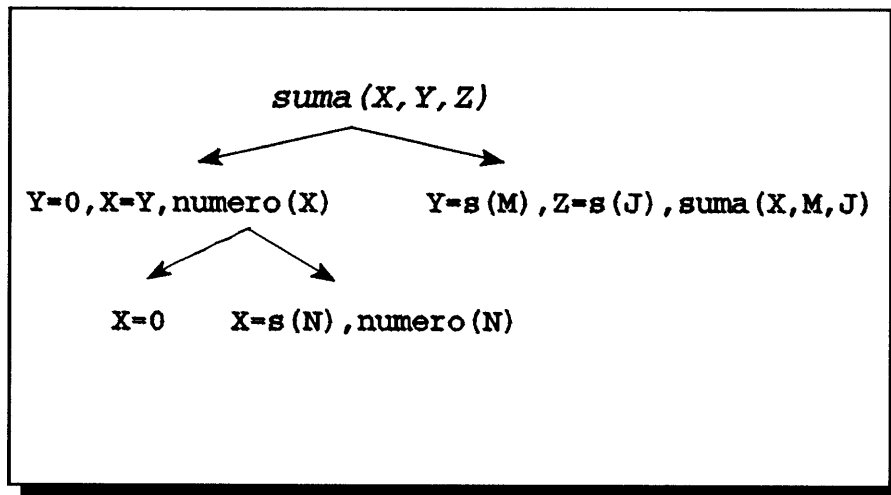 suma(X,Y,Z)
Y=0,X=Y,numero(X) Y=s(M),Z=s(J),suma(X,M,J)
X=0 X=s(N),numero(N)